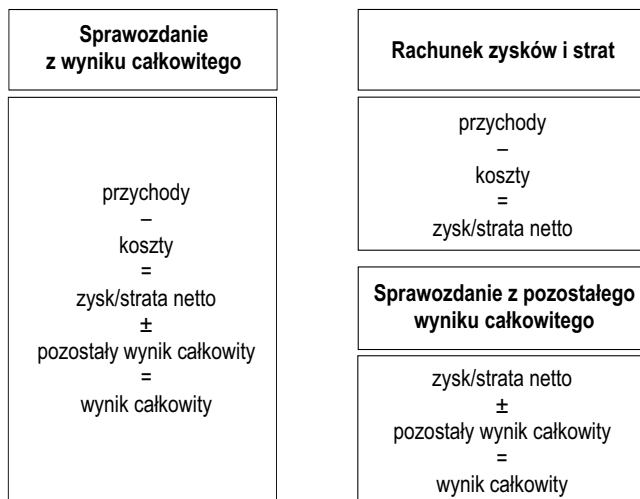 Sprawozdanie
z wyniku całkowitego
przychody
–
koszty
=
zysk/strata netto
±
pozostały wynik całkowity
=
wynik całkowity
Rachunek zysków i strat
przychody
–
koszty
=
zysk/strata netto
Sprawozdanie z pozostałego
wyniku całkowitego
zysk/strata netto
±
pozostały wynik całkowity
=
wynik całkowity